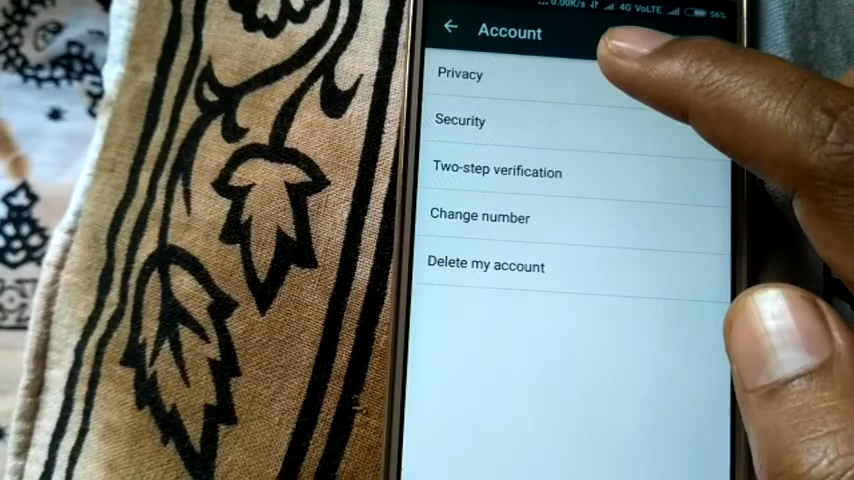 ... 0.00K/s 4G VoLTE 56%
Account
Privacy
Security
Two-step verification
Change number
Delete my account